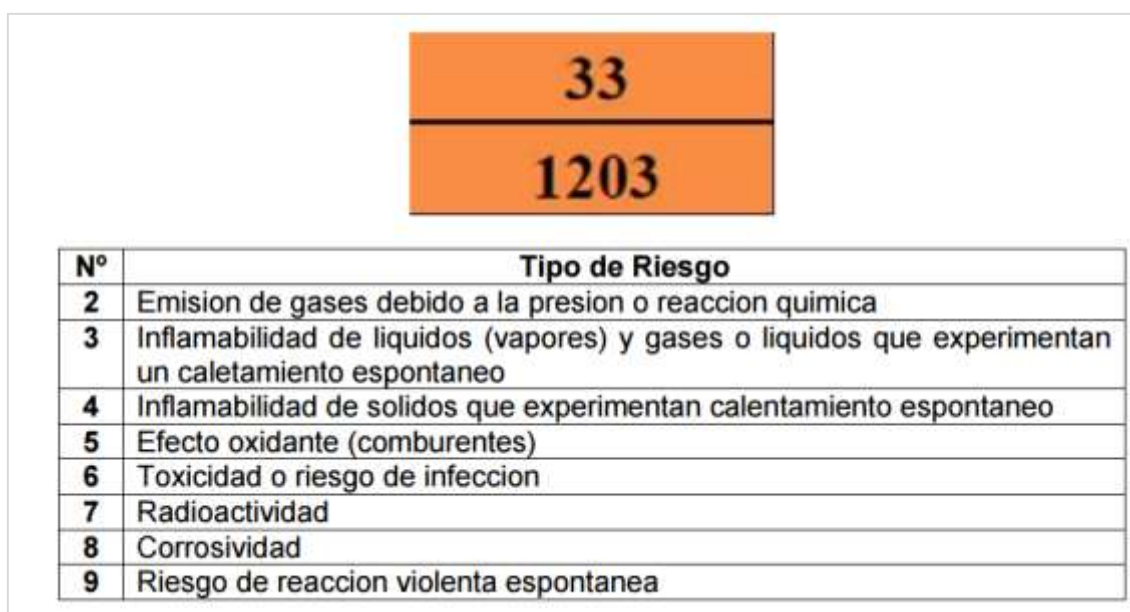 33
1203
Nº Tipo de Riesgo
2 Emision de gases debido a la presion o reaccion quimica
3 Inflamabilidad de liquidos (vapores) y gases o liquidos que experimentan
un caletamiento espontaneo
4 Inflamabilidad de solidos que experimentan calentamiento espontaneo
5 Efecto oxidante (comburentes)
6 Toxicidad o riesgo de infeccion
7 Radioactividad
8 Corrosividad
9 Riesgo de reaccion violenta espontanea